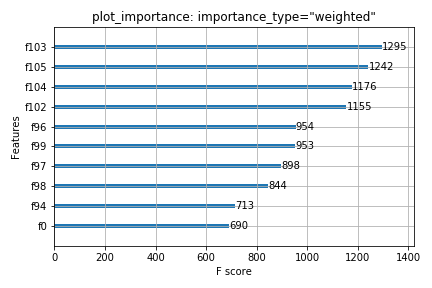 plot_importance: importance_type="weighted"
Features
f103 1295
f105 1242
f104 1176
f102 1155
f96 954
f99 953
f97 898
f98 844
f94 713
f0 690
0 200 400 600 800 1000 1200 1400
F score